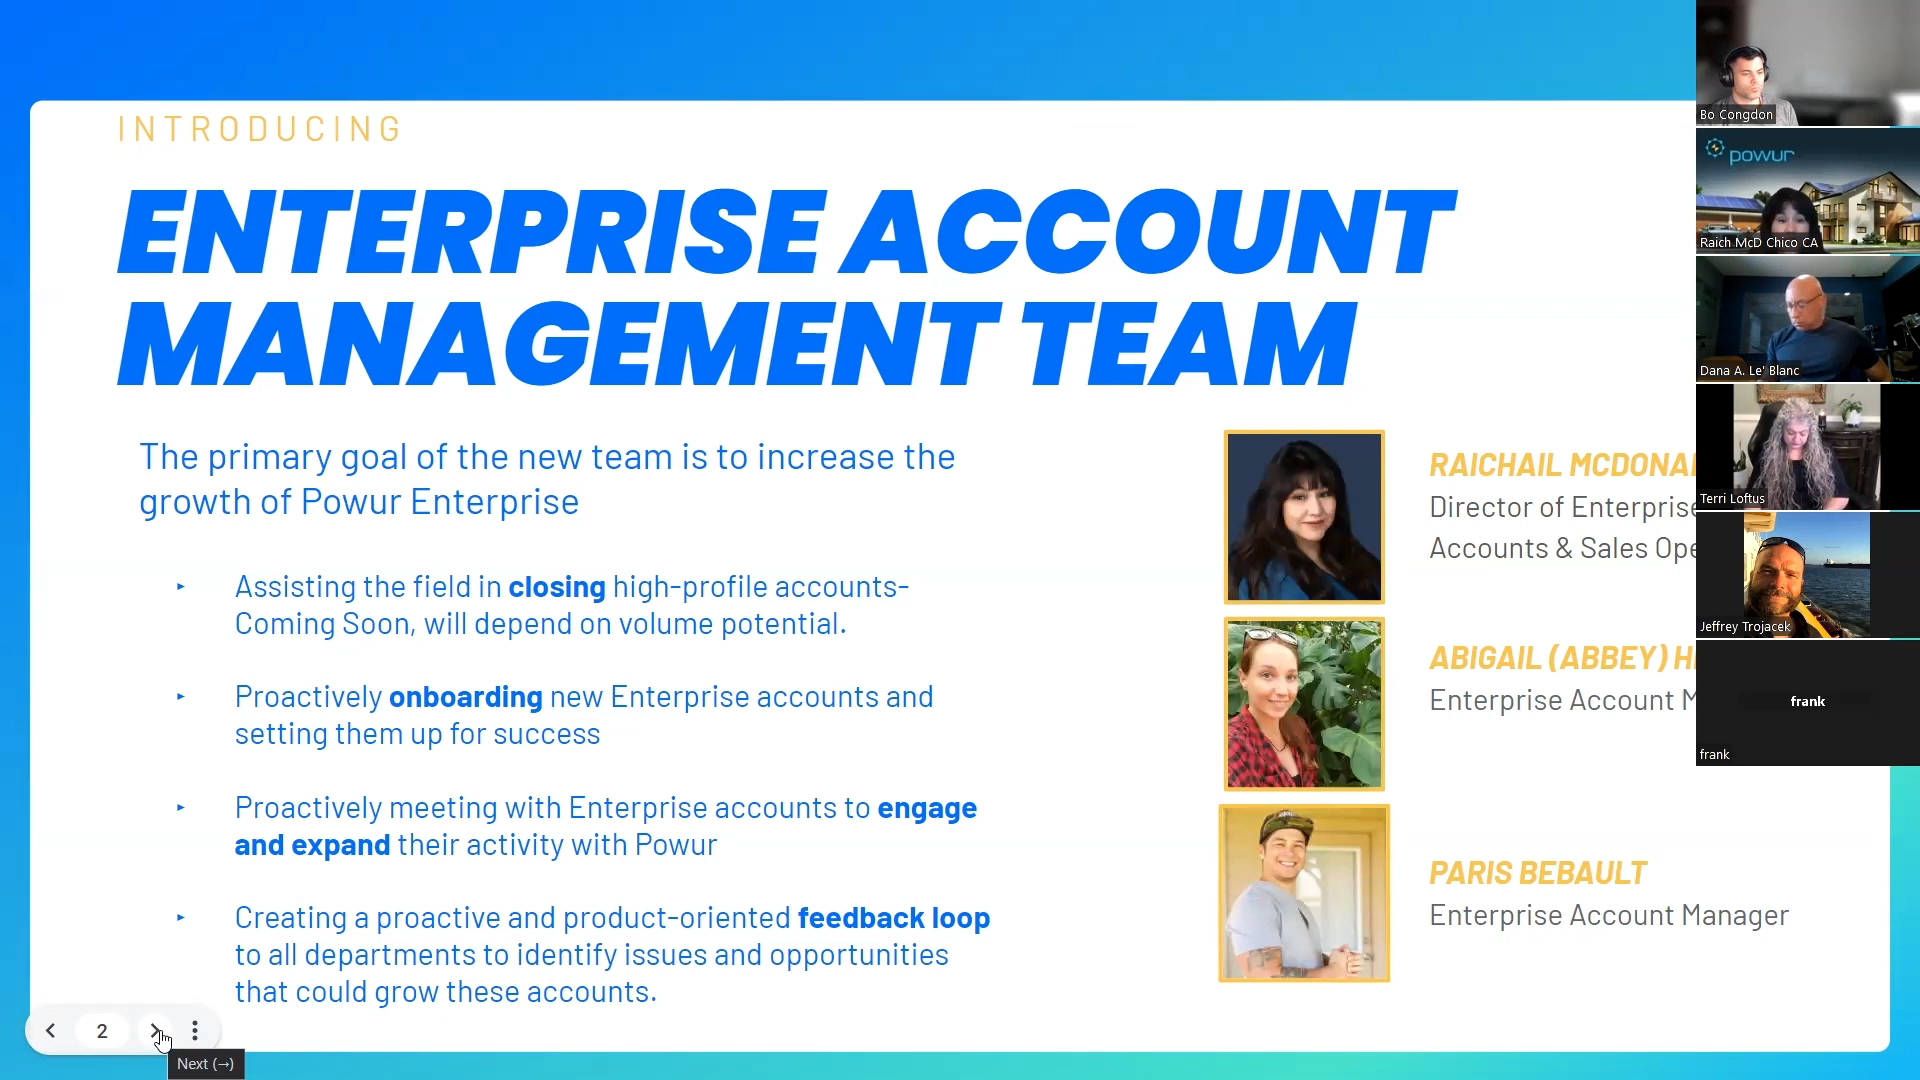 INTRODUCING
ENTERPRISE ACCOUNT
MANAGEMENT TEAM
The primary goal of the new team is to increase the
growth of Powur Enterprise
‣ Assisting the field in closing high-profile accounts-
Coming Soon, will depend on volume potential.
‣ Proactively onboarding new Enterprise accounts and
setting them up for success
‣ Proactively meeting with Enterprise accounts to engage
and expand their activity with Powur
‣ Creating a proactive and product-oriented feedback loop
to all departments to identify issues and opportunities
that could grow these accounts.
RAICHAIL MCDONA
Director of Enterprise
Accounts & Sales Ope
ABIGAIL (ABBEY) H
Enterprise Account M
PARIS BEBAULT
Enterprise Account Manager
Bo Congdon
powur
Raich McD Chico CA
Dana A. Le' Blanc
Terri Loftus
Jeffrey Trojacek
frank
frank
2
Next (→)